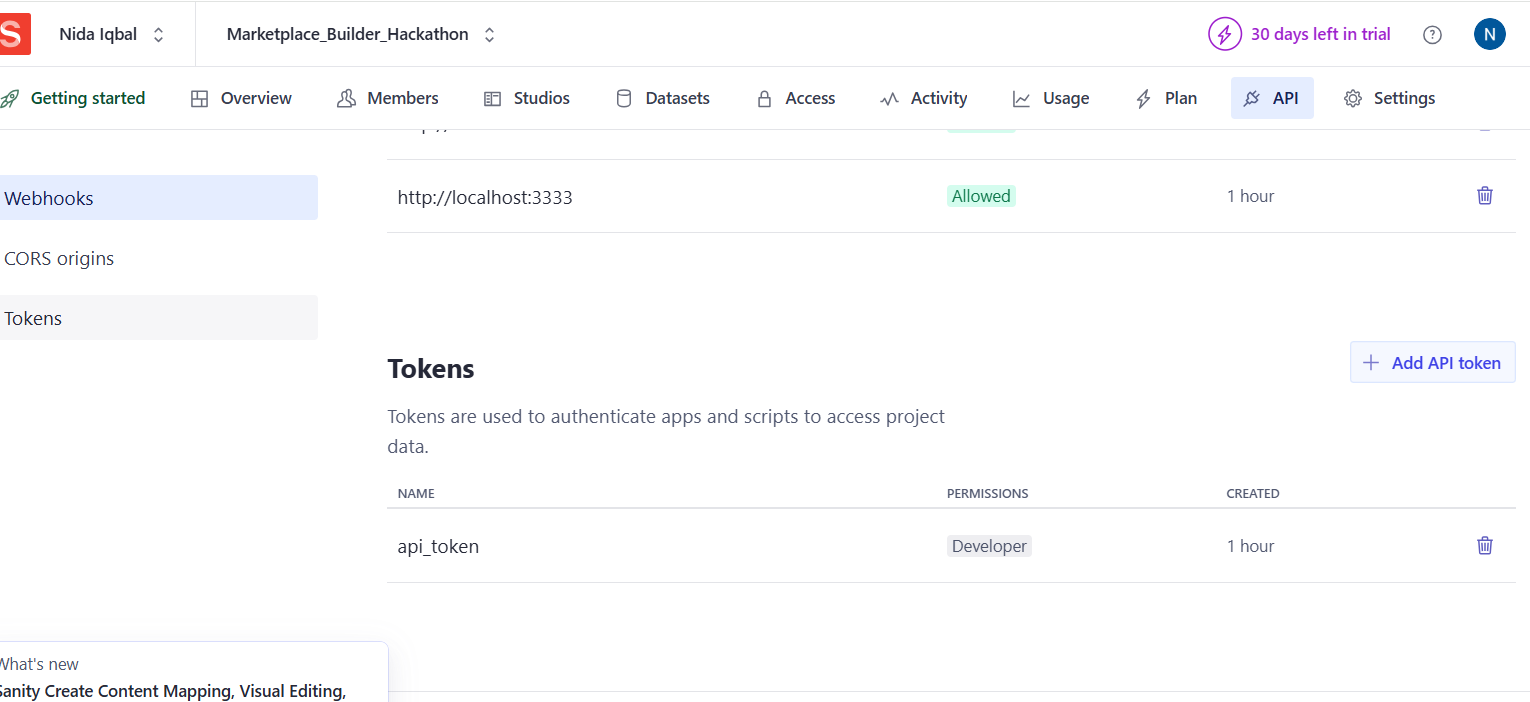 S Nida Iqbal Marketplace_Builder_Hackathon 30 days left in trial ? N
Getting started Overview Members Studios Datasets Access Activity Usage Plan API Settings
Webhooks
http://localhost:3333 Allowed 1 hour
CORS origins
Tokens
Tokens
+ Add API token
Tokens are used to authenticate apps and scripts to access project
data.
NAME PERMISSIONS CREATED
api_token Developer 1 hour
What's new
Sanity Create Content Mapping, Visual Editing,